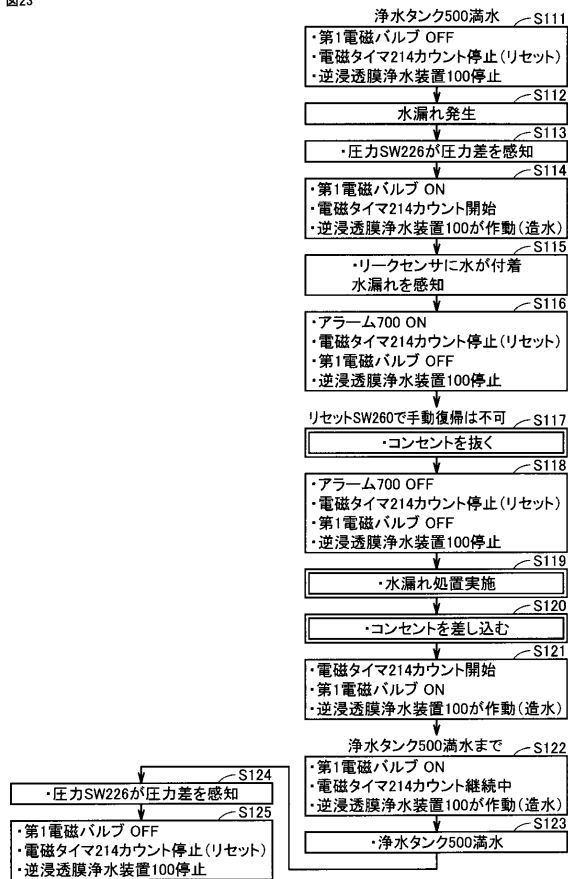 図23
浄水タンク500満水
S111
・第1電磁バルブ OFF
・電磁タイマ214カウント停止(リセット)
・逆浸透膜浄水装置100停止
S112
水漏れ発生
S113
・圧力SW226が圧力差を感知
S114
・第1電磁バルブ ON
・電磁タイマ214カウント開始
・逆浸透膜浄水装置100が作動(造水)
S115
・リークセンサに水が付着
水漏れを感知
S116
・アラーム700 ON
・電磁タイマ214カウント停止(リセット)
・第1電磁バルブ OFF
・逆浸透膜浄水装置100停止
リセットSW260で手動復帰は不可
S117
・コンセントを抜く
S118
・アラーム700 OFF
・電磁タイマ214カウント停止(リセット)
・第1電磁バルブ OFF
・逆浸透膜浄水装置100停止
S119
・水漏れ処置実施
S120
・コンセントを差し込む
S121
・電磁タイマ214カウント開始
・第1電磁バルブ ON
・逆浸透膜浄水装置100が作動(造水)
浄水タンク500満水まで
S122
・第1電磁バルブ ON
・電磁タイマ214カウント継続中
・逆浸透膜浄水装置100が作動(造水)
S123
・浄水タンク500満水
S124
・圧力SW226が圧力差を感知
S125
・第1電磁バルブ OFF
・電磁タイマ214カウント停止(リセット)
・逆浸透膜浄水装置100停止